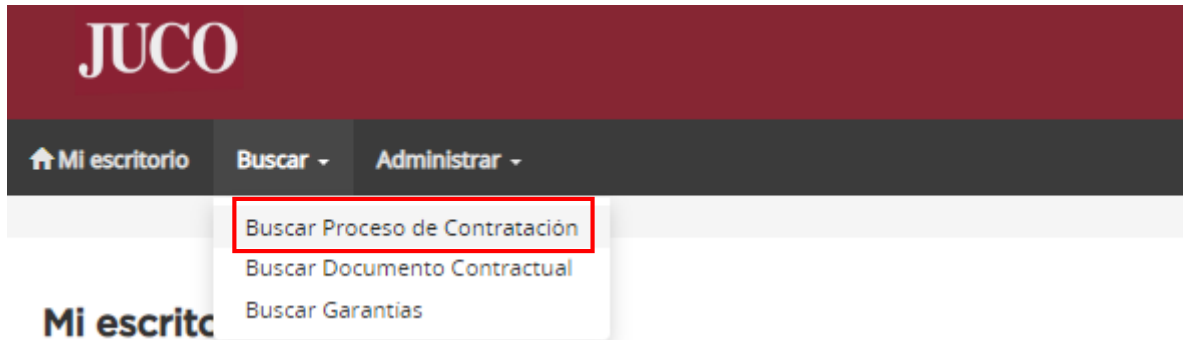 JUCO
Mi escritorio Buscar Administrar
Buscar Proceso de Contratación
Buscar Documento Contractual
Buscar Garantías
Mi escrito